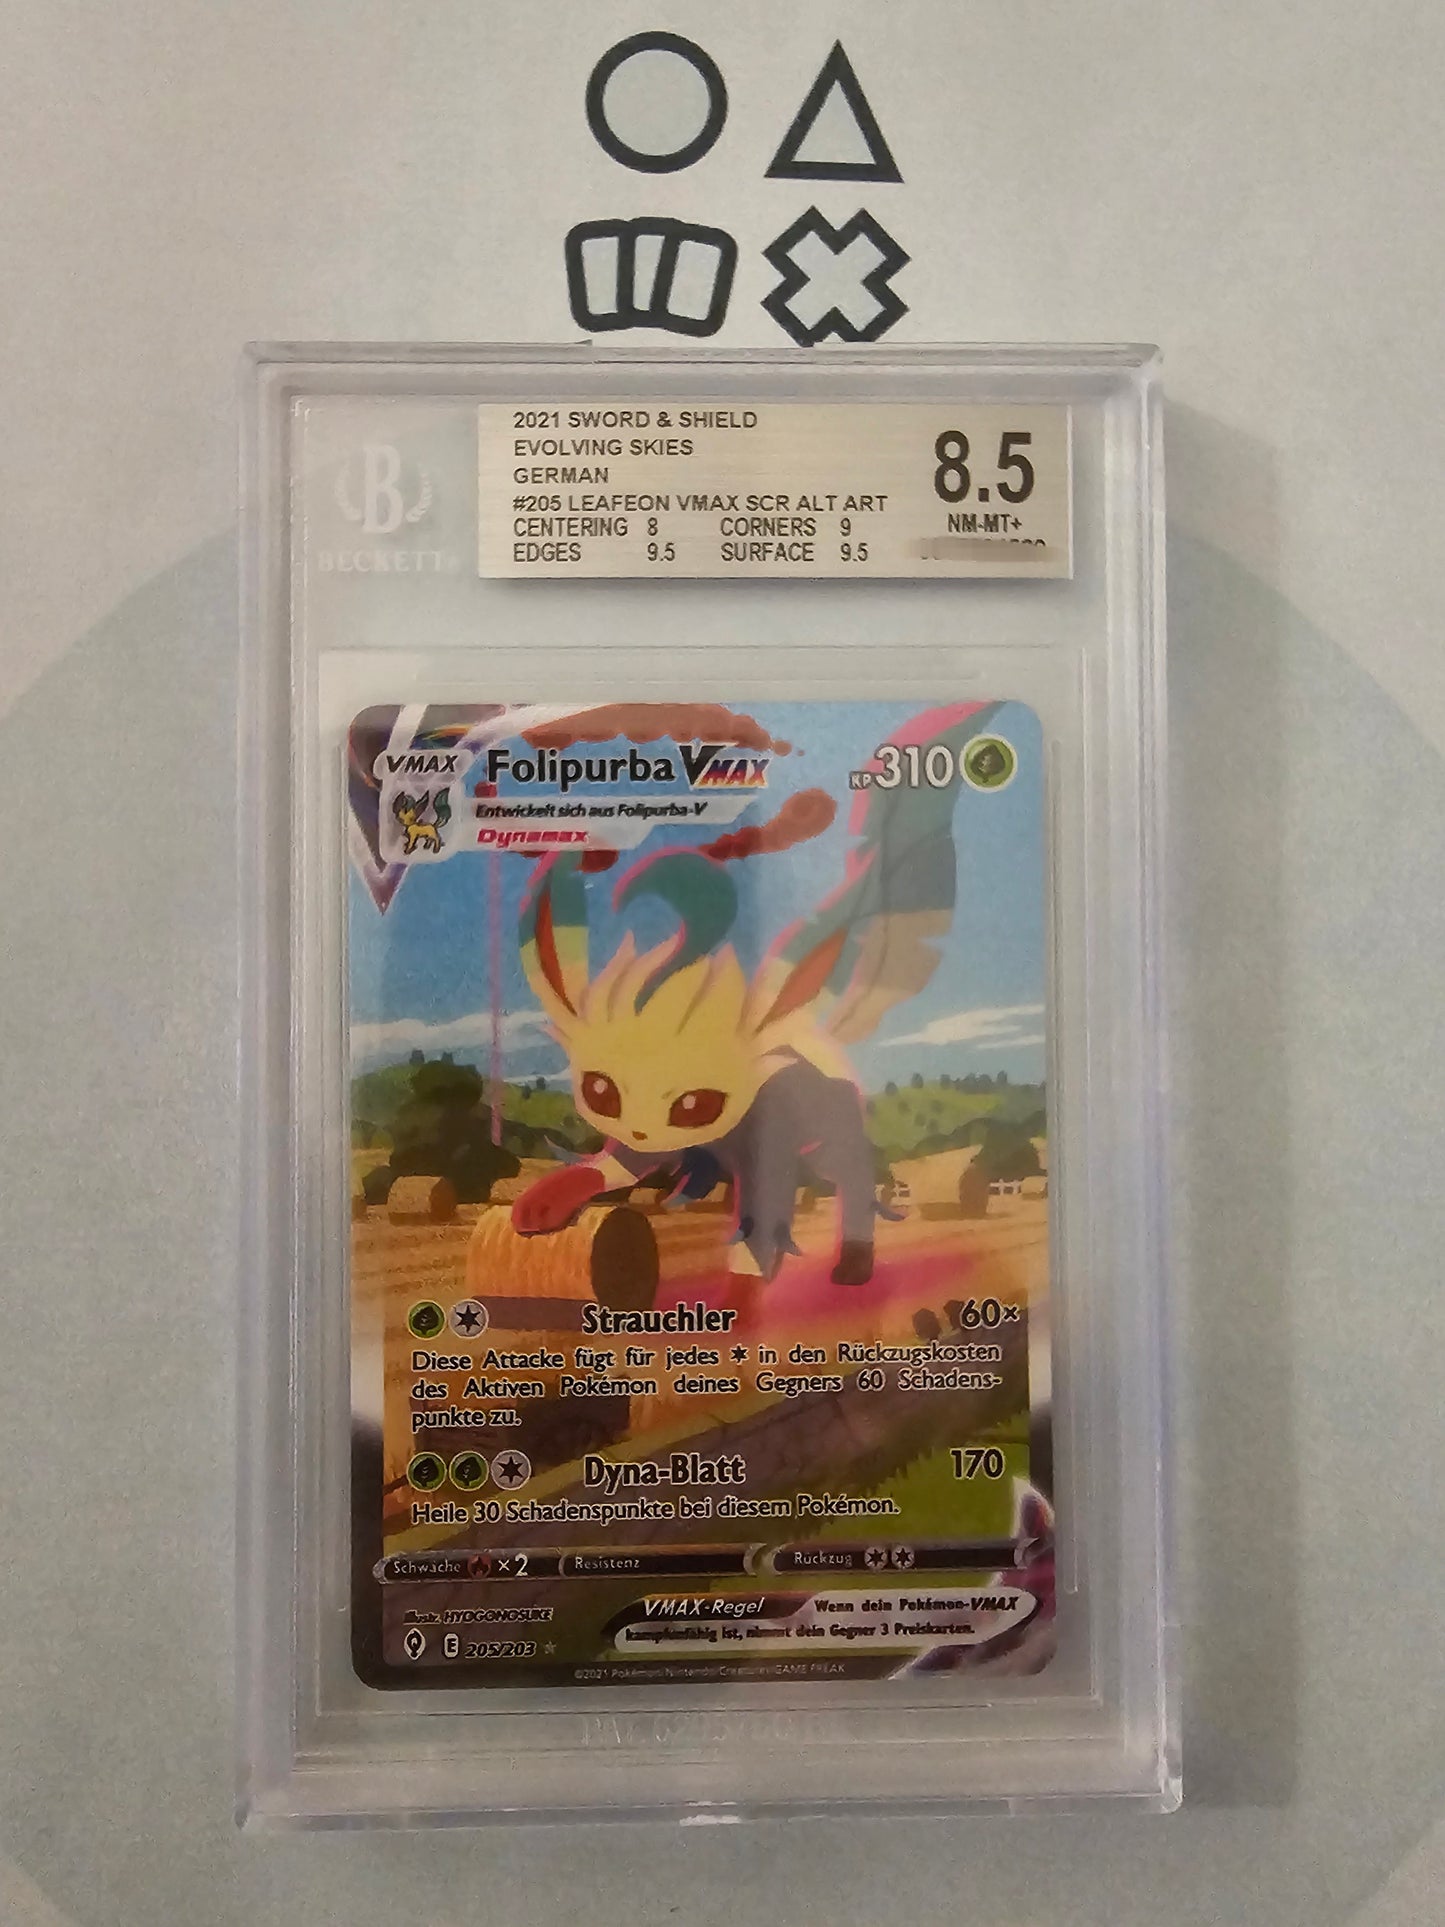 2021 SWORD & SHIELD
EVOLVING SKIES
GERMAN
#205 LEAFEON VMAX SCR ALT ART
CENTERING 8 CORNERS 9
EDGES 9.5 SURFACE 9.5
8.5
NM-MT+
B
BECKETT
VMAX Folipurba VMAX KP 310
Entwickelt sich aus Folipurba-V
Dynamax
Strauchler 60×
Diese Attacke fügt für jedes in den Rückzugskosten
des Aktiven Pokémon deines Gegners 60 Schadens-
punkte zu.
Dyna-Blatt 170
Heile 30 Schadenspunkte bei diesem Pokémon.
Schwäche ×2 Resistenz Rückzug
Illustr. HYOGONOSUKE
E 205/203
VMAX-Regel Wenn dein Pokémon-VMAX
kampfunfähig ist, nimmt dein Gegner 3 Preiskarten.
©2021 Pokémon/Nintendo/Creatures/GAME FREAK